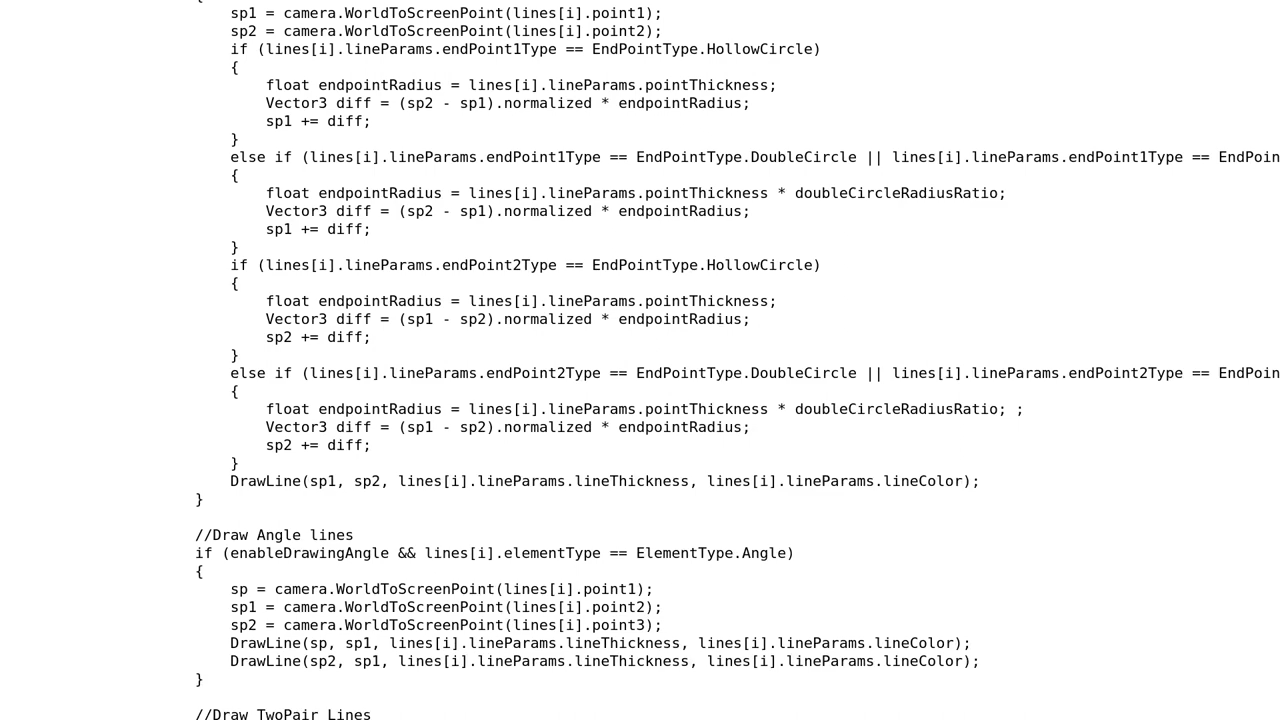 {
sp1 = camera.WorldToScreenPoint(lines[i].point1);
sp2 = camera.WorldToScreenPoint(lines[i].point2);
if (lines[i].lineParams.endPoint1Type == EndPointType.HollowCircle)
{
float endpointRadius = lines[i].lineParams.pointThickness;
Vector3 diff = (sp2 - sp1).normalized * endpointRadius;
sp1 += diff;
}
else if (lines[i].lineParams.endPoint1Type == EndPointType.DoubleCircle || lines[i].lineParams.endPoint1Type == EndPoin
{
float endpointRadius = lines[i].lineParams.pointThickness * doubleCircleRadiusRatio;
Vector3 diff = (sp2 - sp1).normalized * endpointRadius;
sp1 += diff;
}
if (lines[i].lineParams.endPoint2Type == EndPointType.HollowCircle)
{
float endpointRadius = lines[i].lineParams.pointThickness;
Vector3 diff = (sp1 - sp2).normalized * endpointRadius;
sp2 += diff;
}
else if (lines[i].lineParams.endPoint2Type == EndPointType.DoubleCircle || lines[i].lineParams.endPoint2Type == EndPoin
{
float endpointRadius = lines[i].lineParams.pointThickness * doubleCircleRadiusRatio; ;
Vector3 diff = (sp1 - sp2).normalized * endpointRadius;
sp2 += diff;
}
DrawLine(sp1, sp2, lines[i].lineParams.lineThickness, lines[i].lineParams.lineColor);
}
//Draw Angle lines
if (enableDrawingAngle && lines[i].elementType == ElementType.Angle)
{
sp = camera.WorldToScreenPoint(lines[i].point1);
sp1 = camera.WorldToScreenPoint(lines[i].point2);
sp2 = camera.WorldToScreenPoint(lines[i].point3);
DrawLine(sp, sp1, lines[i].lineParams.lineThickness, lines[i].lineParams.lineColor);
DrawLine(sp2, sp1, lines[i].lineParams.lineThickness, lines[i].lineParams.lineColor);
}
//Draw TwoPair Lines